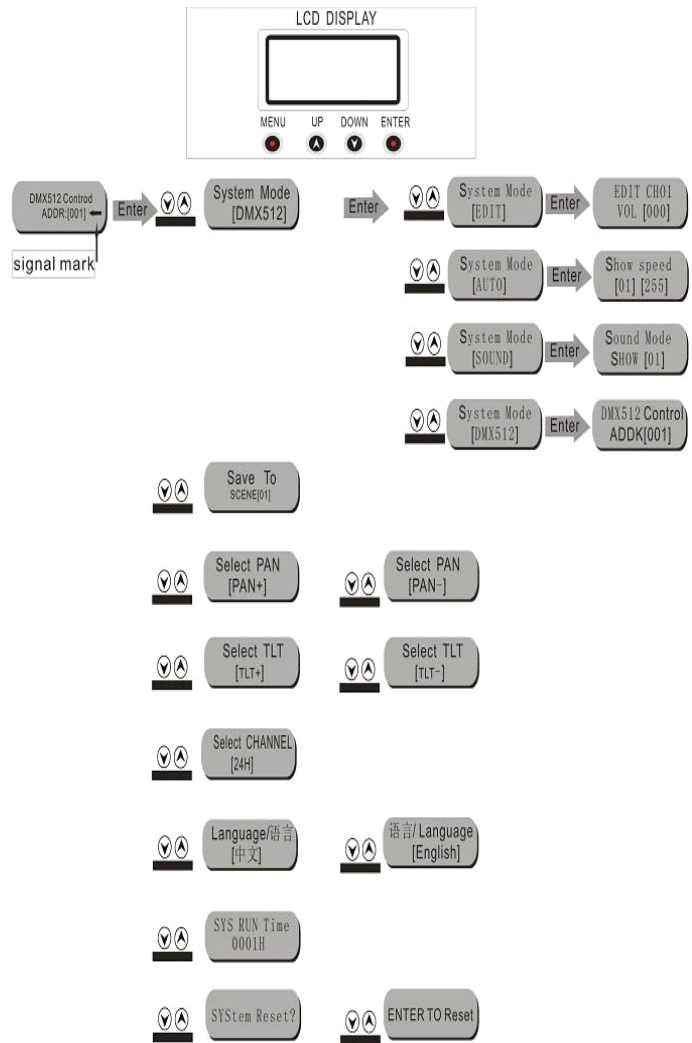 LCD DISPLAY
MENU UP DOWN ENTER
DMX512 Controd
ADDR:[001]
signal mark
Enter
System Mode
[DMX512]
Enter
System Mode
[EDIT]
Enter
EDIT CH01
VOL [000]
System Mode
[AUTO]
Enter
Show speed
[01] [255]
System Mode
[SOUND]
Enter
Sound Mode
SHOW [01]
System Mode
[DMX512]
Enter
DMX512 Control
ADDK[001]
Save To
SCENE[01]
Select PAN
[PAN+]
Select PAN
[PAN-]
Select TLT
[TLT+]
Select TLT
[TLT-]
Select CHANNEL
[24H]
Language/语言
[中文]
语言/Language
[English]
SYS RUN Time
0001H
SYStem Reset?
ENTER TO Reset